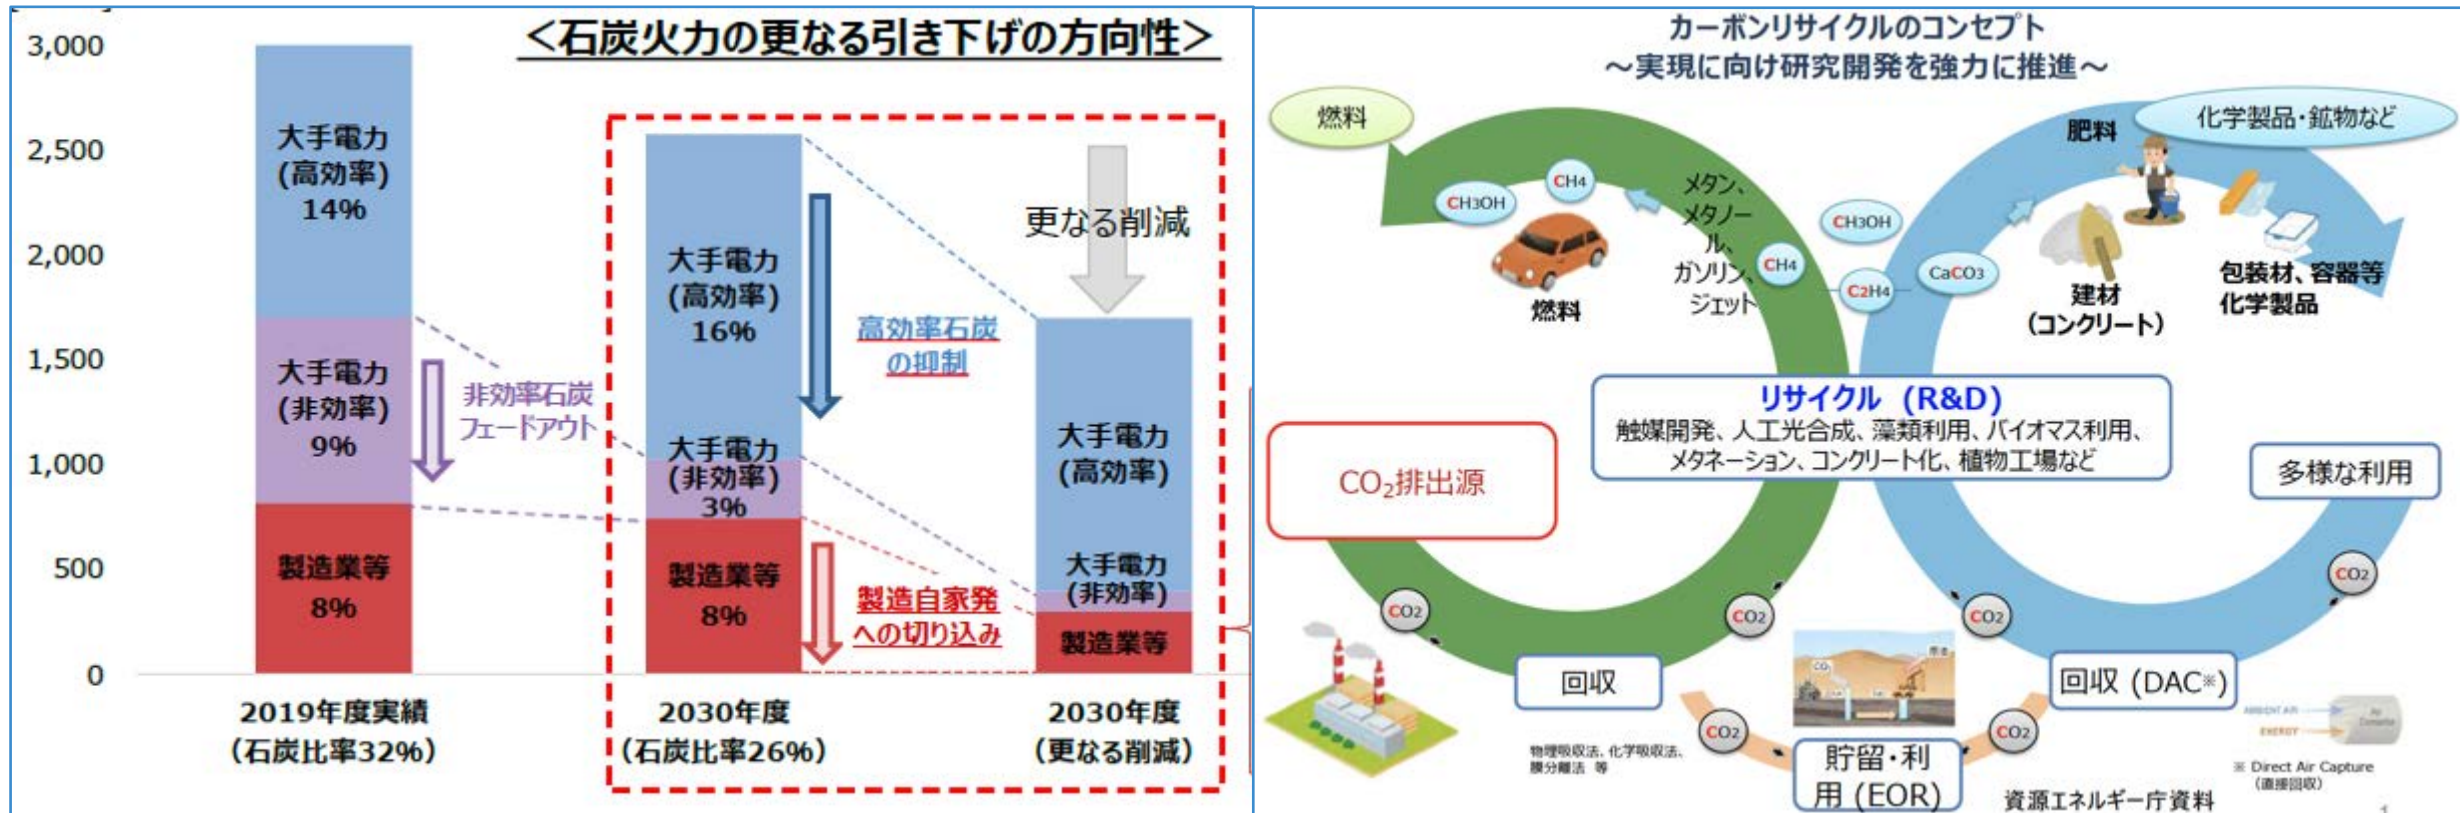 <石炭火力の更なる引き下げの方向性>
3,000
2,500
2,000
1,500
1,000
500
0
大手電力
(高効率)
14%
大手電力
(非効率)
9%
製造業等
8%
非効率石炭
フェードアウト
大手電力
(高効率)
16%
大手電力
(非効率)
3%
製造業等
8%
高効率石炭
の抑制
製造自家発
への切り込み
更なる削減
大手電力
(高効率)
大手電力
(非効率)
製造業等
2019年度実績
(石炭比率32%)
2030年度
(石炭比率26%)
2030年度
(更なる削減)
カーボンリサイクルのコンセプト
~実現に向け研究開発を強力に推進~
燃料
CH3OH
CH4
メタン、
メタノー
ル、
ガソリン、
ジェット
CH4
燃料
肥料
化学製品・鉱物など
CH3OH
C2H4
CaCO3
建材
(コンクリート)
包装材、容器等
化学製品
リサイクル (R&D)
触媒開発、人工光合成、藻類利用、バイオマス利用、
メタネーション、コンクリート化、植物工場など
CO2排出源
多様な利用
CO2
CO2
CO2
CO2
回収
回収 (DAC※)
CO2
CO2
CO2
物理吸収法、化学吸収法、
膜分離法 等
貯留・利
用 (EOR)
AMBIENT AIR
ENERGY
※ Direct Air Capture
(直接回収)
資源エネルギー庁資料